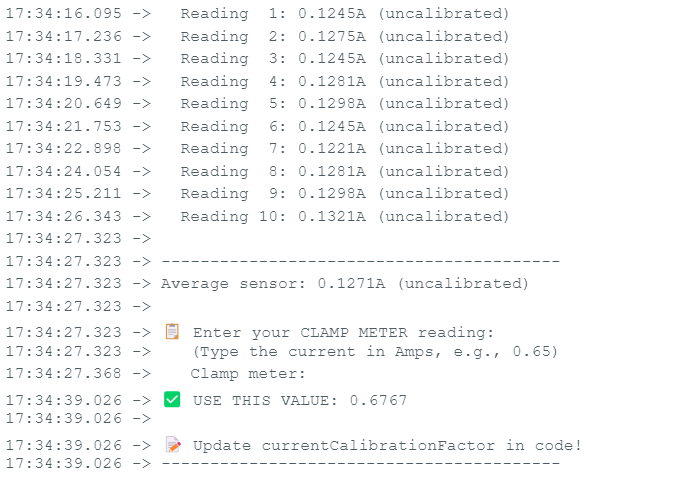 17:34:16.095 ->   Reading  1: 0.1245A (uncalibrated)
17:34:17.236 ->   Reading  2: 0.1275A (uncalibrated)
17:34:18.331 ->   Reading  3: 0.1245A (uncalibrated)
17:34:19.473 ->   Reading  4: 0.1281A (uncalibrated)
17:34:20.649 ->   Reading  5: 0.1298A (uncalibrated)
17:34:21.753 ->   Reading  6: 0.1245A (uncalibrated)
17:34:22.898 ->   Reading  7: 0.1221A (uncalibrated)
17:34:24.054 ->   Reading  8: 0.1281A (uncalibrated)
17:34:25.211 ->   Reading  9: 0.1298A (uncalibrated)
17:34:26.343 ->   Reading 10: 0.1321A (uncalibrated)
17:34:27.323 ->
17:34:27.323 -> -----------------------------------------
17:34:27.323 -> Average sensor: 0.1271A (uncalibrated)
17:34:27.323 ->
17:34:27.323 -> 📋 Enter your CLAMP METER reading:
17:34:27.323 ->    (Type the current in Amps, e.g., 0.65)
17:34:27.368 ->    Clamp meter:
17:34:39.026 -> ✅ USE THIS VALUE: 0.6767
17:34:39.026 ->
17:34:39.026 -> 📝 Update currentCalibrationFactor in code!
17:34:39.026 -> -----------------------------------------